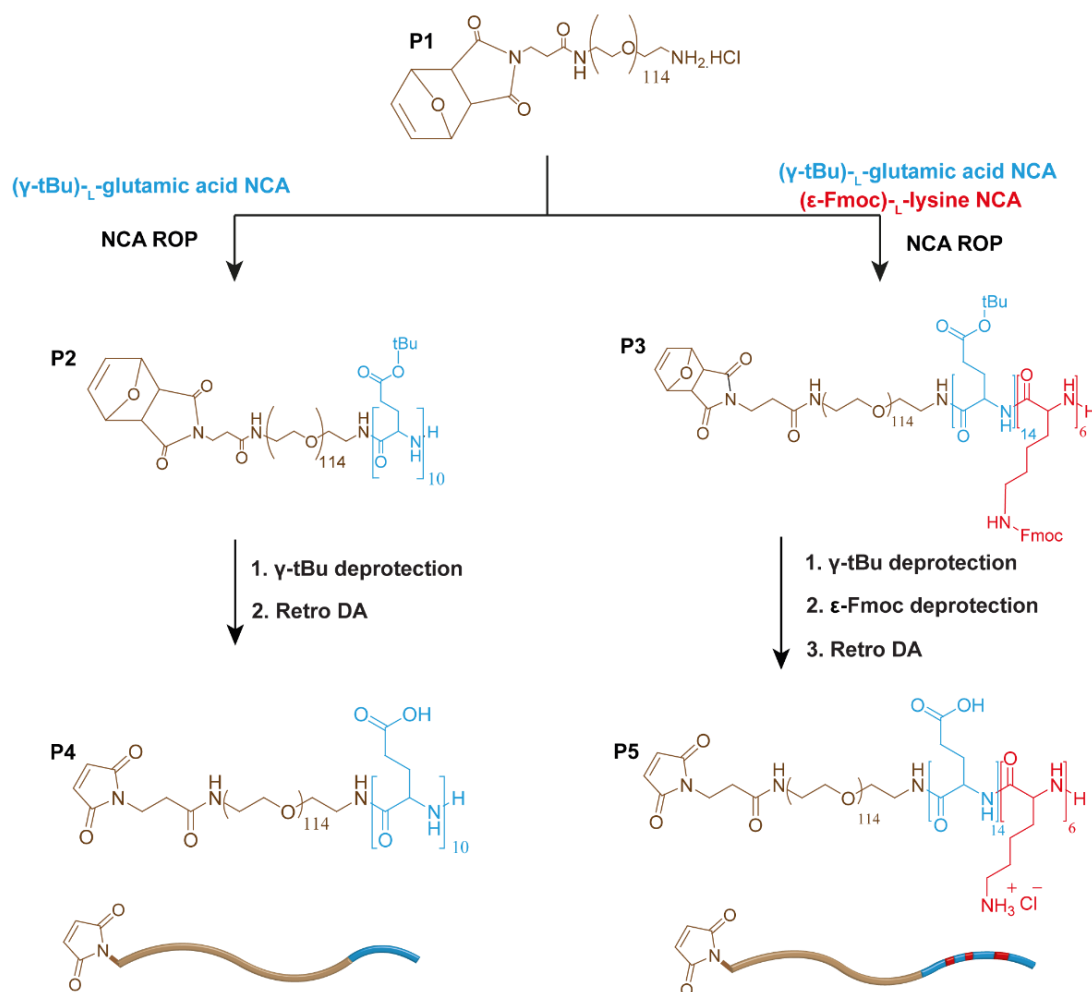 P1
O
N
O
O
O
N
H
O
114
NH2.HCl
(γ-tBu)-L-glutamic acid NCA
(γ-tBu)-L-glutamic acid NCA
(ε-Fmoc)-L-lysine NCA
NCA ROP
NCA ROP
P2
O
O
N
O
O
H
N
O
114
H
N
O
O
tBu
O
N
H
H
10
P3
O
O
N
O
O
H
N
O
114
H
N
O
O
tBu
O
N
H
14
O
H
N
H
6
HN
Fmoc
1. γ-tBu deprotection
2. Retro DA
1. γ-tBu deprotection
2. ε-Fmoc deprotection
3. Retro DA
P4
O
N
O
O
H
N
O
114
H
N
O
OH
O
N
H
H
10
P5
O
N
O
O
H
N
O
114
H
N
O
OH
O
N
H
14
O
H
N
H
6
NH3 + Cl −
O
N
O
O
N
O